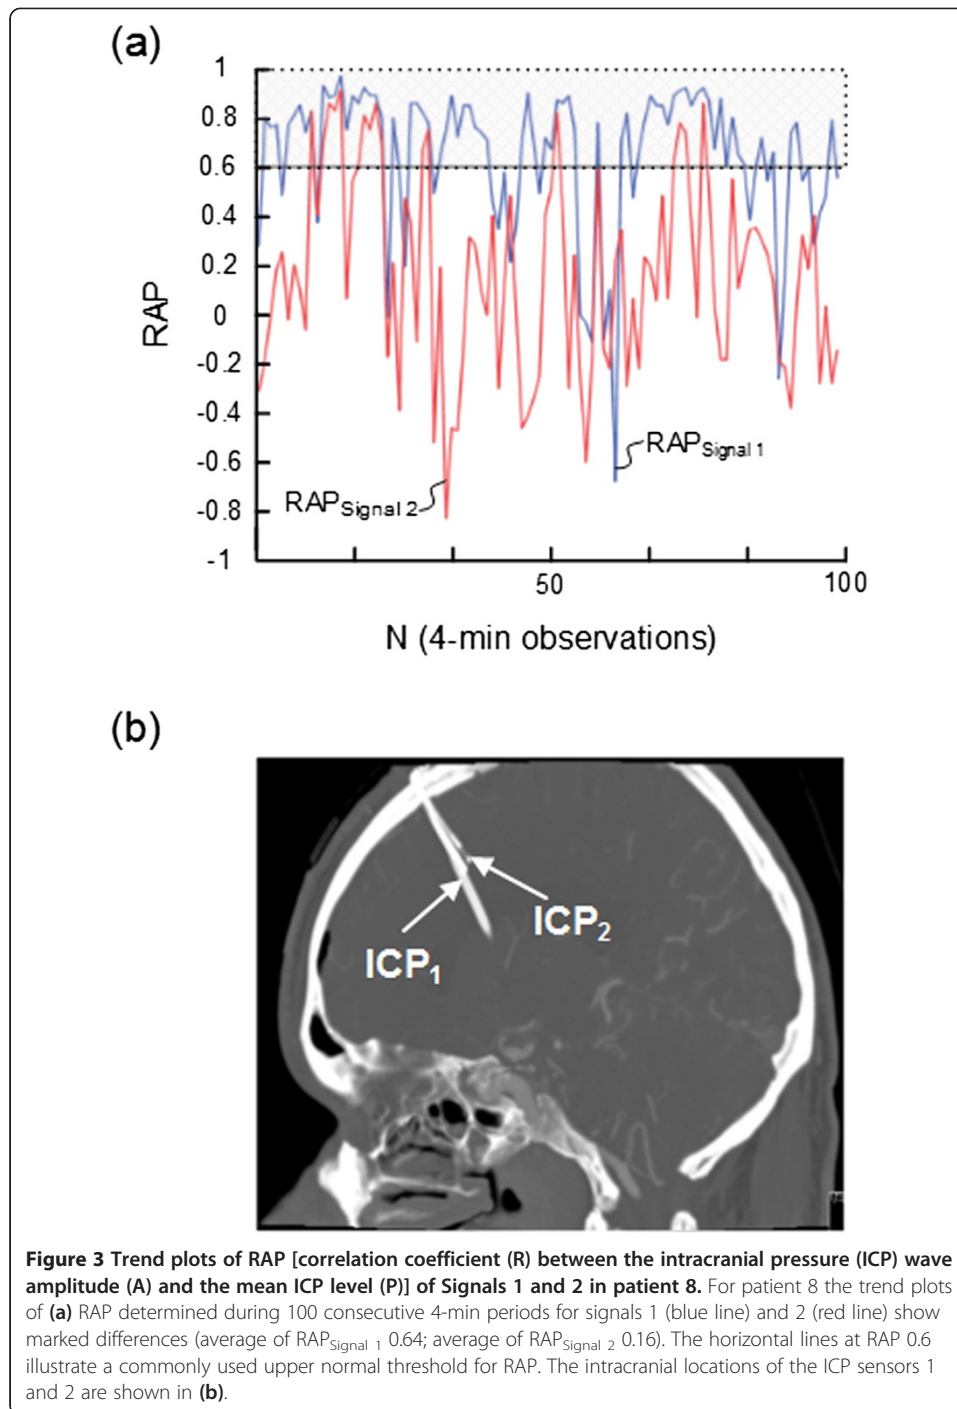 (a)
1
0.8
0.6
0.4
0.2
0
-0.2
-0.4
-0.6
-0.8
-1
RAP
RAPSignal 1
RAPSignal 2
50
100
N (4-min observations)
(b)
ICP1
ICP2
Figure 3 Trend plots of RAP [correlation coefficient (R) between the intracranial pressure (ICP) wave
amplitude (A) and the mean ICP level (P)] of Signals 1 and 2 in patient 8. For patient 8 the trend plots
of (a) RAP determined during 100 consecutive 4-min periods for signals 1 (blue line) and 2 (red line) show
marked differences (average of RAPSignal 1 0.64; average of RAPSignal 2 0.16). The horizontal lines at RAP 0.6
illustrate a commonly used upper normal threshold for RAP. The intracranial locations of the ICP sensors 1
and 2 are shown in (b).